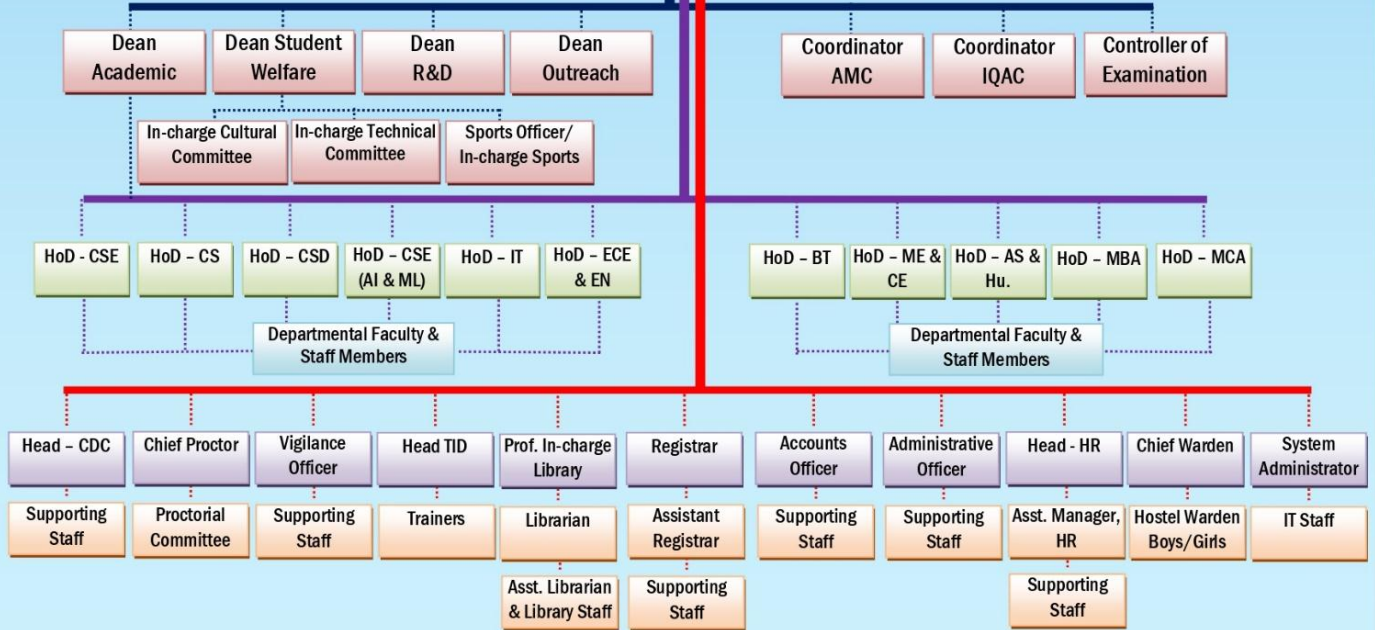 Dean
Academic
Dean Student
Welfare
Dean
R&D
Dean
Outreach
Coordinator
AMC
Coordinator
IQAC
Controller of
Examination
In-charge Cultural
Committee
In-charge Technical
Committee
Sports Officer/
In-charge Sports
HoD - CSE
HoD – CS
HoD – CSD
HoD – CSE
(AI & ML)
HoD – IT
HoD – ECE
& EN
HoD – BT
HoD – ME &
CE
HoD – AS &
Hu.
HoD – MBA
HoD – MCA
Departmental Faculty &
Staff Members
Departmental Faculty &
Staff Members
Head – CDC
Chief Proctor
Vigilance
Officer
Head TID
Prof. In-charge
Library
Registrar
Accounts
Officer
Administrative
Officer
Head - HR
Chief Warden
System
Administrator
Supporting
Staff
Proctorial
Committee
Supporting
Staff
Trainers
Librarian
Assistant
Registrar
Supporting
Staff
Supporting
Staff
Asst. Manager,
HR
Hostel Warden
Boys/Girls
IT Staff
Asst. Librarian
& Library Staff
Supporting
Staff
Supporting
Staff